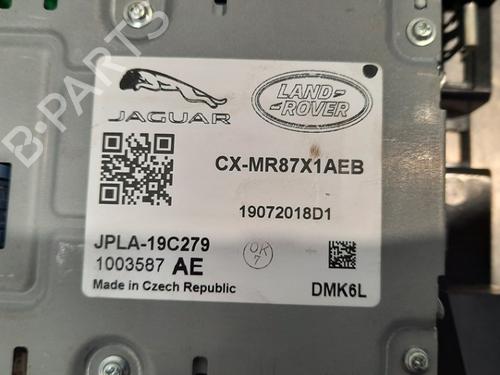 JAGUAR
LAND
ROVER
CX-MR87X1AEB
19072018D1
JPLA-19C279
1003587 AE
OK
7
Made in Czech Republic
DMK6L
B-PARTS